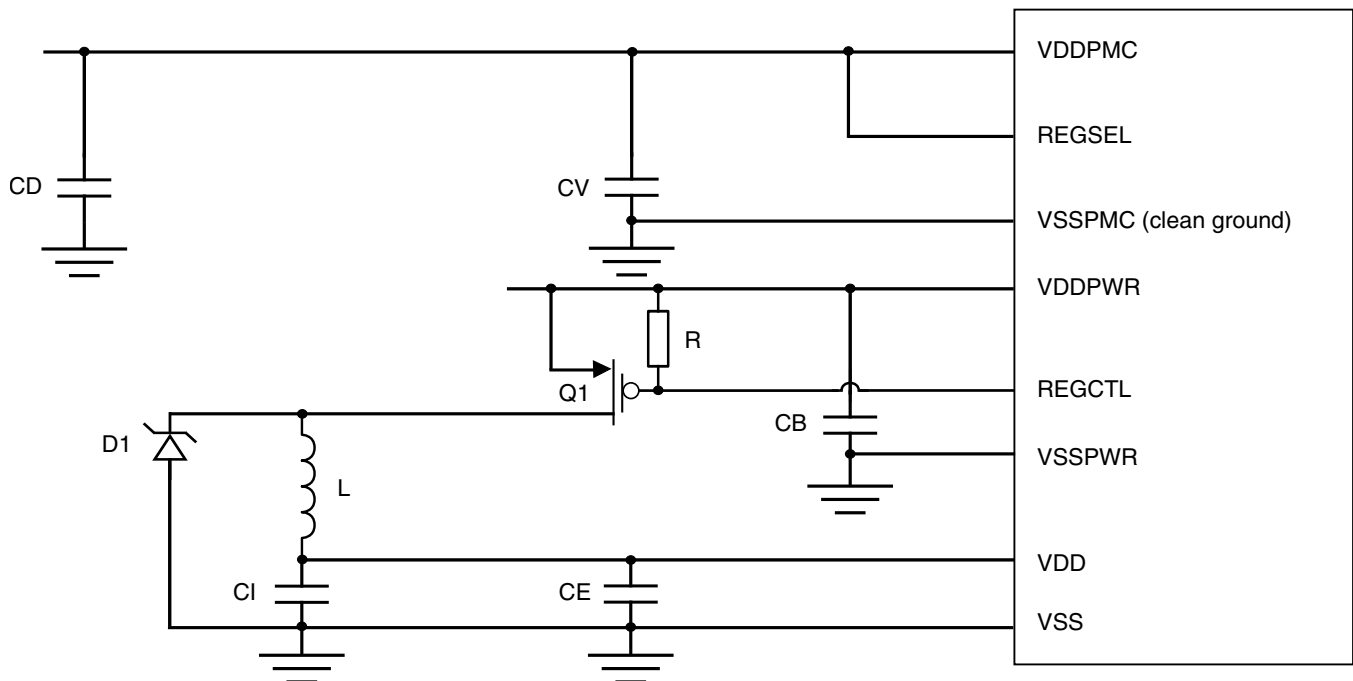 VDDPMC
REGSEL
CD
CV
VSSPMC (clean ground)
VDDPWR
R
Q1
REGCTL
CB
D1
VSSPWR
L
VDD
CI
CE
VSS